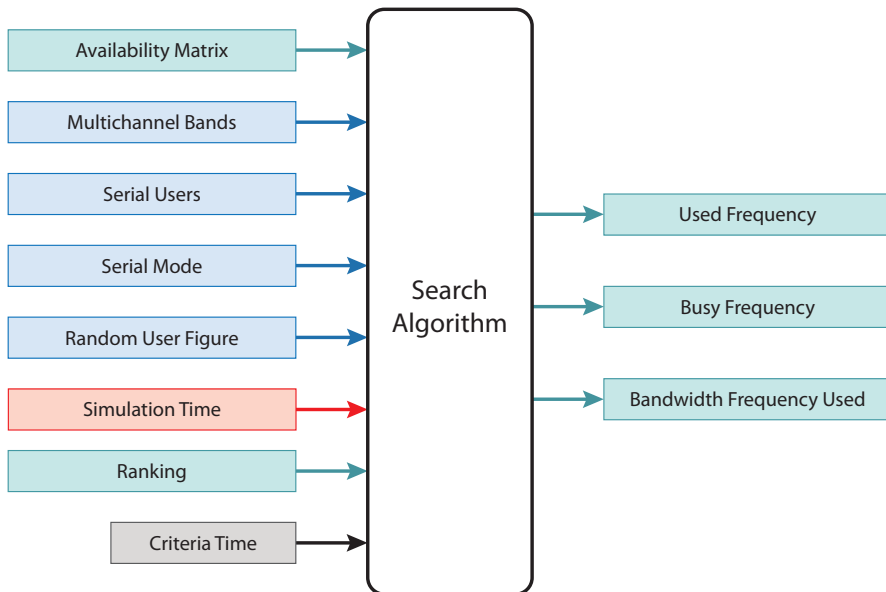 Availability Matrix
Multichannel Bands
Serial Users
Serial Mode
Random User Figure
Simulation Time
Ranking
Criteria Time
Search
Algorithm
Used Frequency
Busy Frequency
Bandwidth Frequency Used